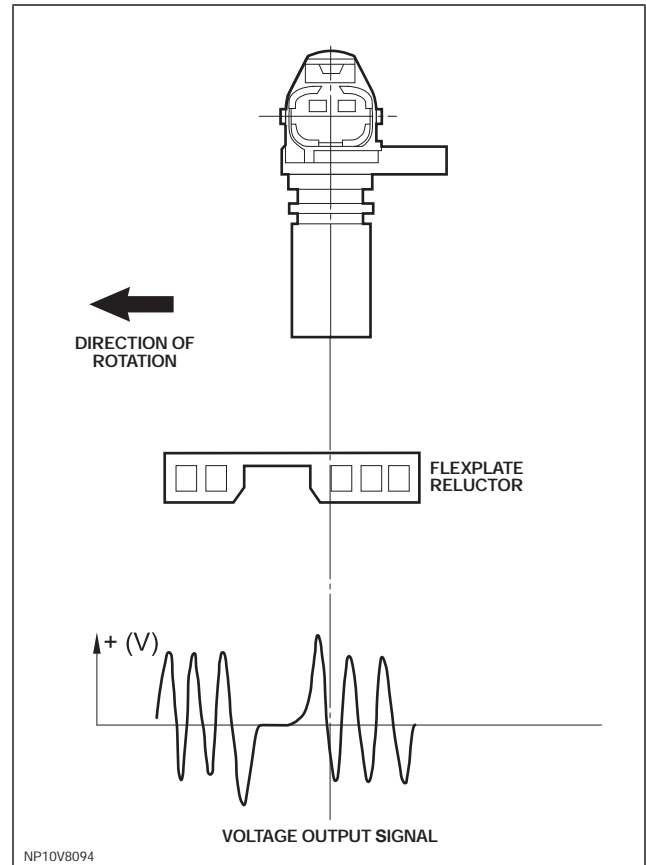 DIRECTION OF
ROTATION
FLEXPLATE
RELUCTOR
+ (V)
VOLTAGE OUTPUT SIGNAL
NP10V8094